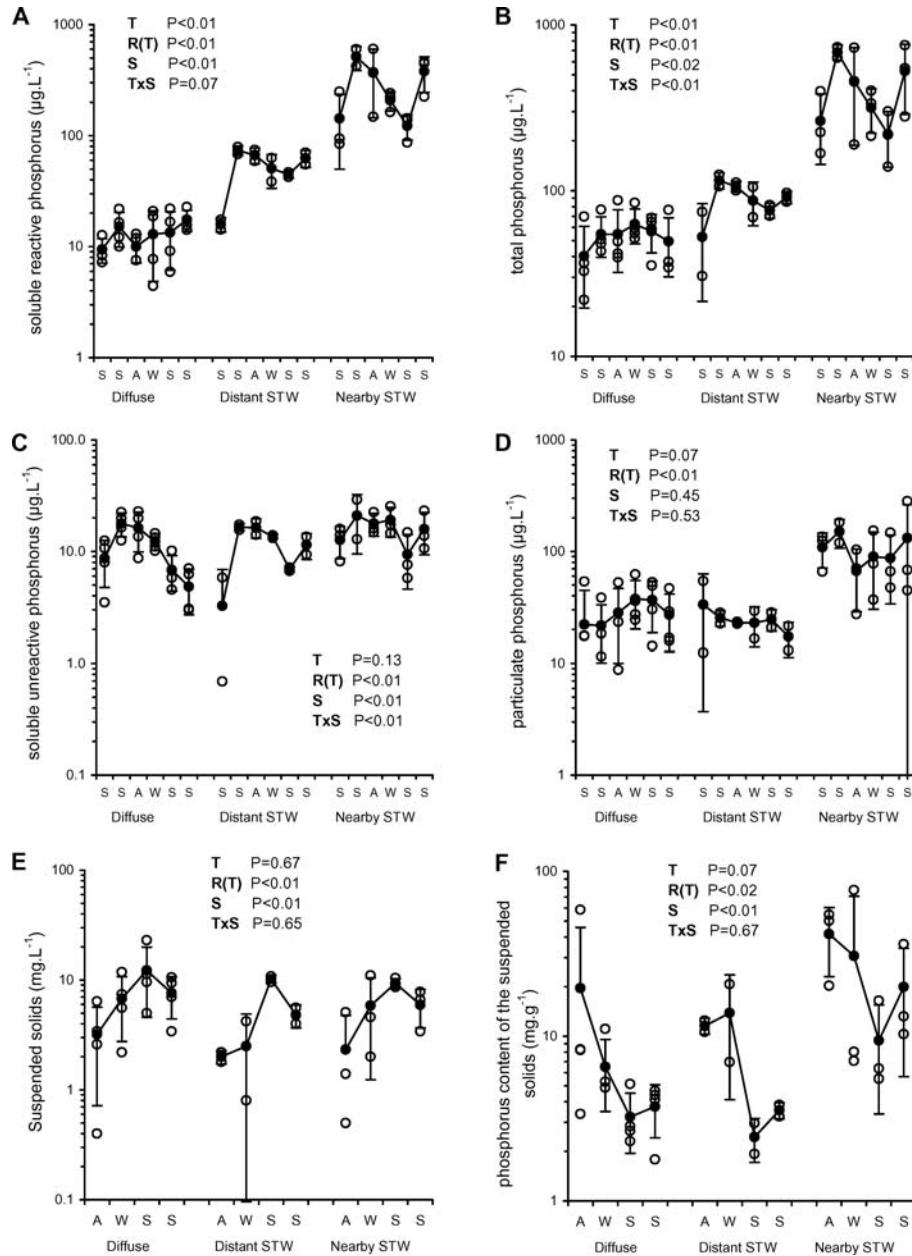 A
T P<0.01
R(T) P<0.01
S P<0.01
TxS P=0.07
soluble reactive phosphorus (µg.L⁻¹)
1000
100
10
1
S S A W S S S S A W S S S S A W S S
Diffuse Distant STW Nearby STW
B
T P<0.01
R(T) P<0.01
S P<0.02
TxS P<0.01
total phosphorus (µg.L⁻¹)
1000
100
10
S S A W S S S S A W S S S S A W S S
Diffuse Distant STW Nearby STW
C
T P=0.13
R(T) P<0.01
S P<0.01
TxS P<0.01
soluble unreactive phosphorus (µg.L⁻¹)
100.0
10.0
1.0
0.1
S S A W S S S S A W S S S S A W S S
Diffuse Distant STW Nearby STW
D
T P=0.07
R(T) P<0.01
S P=0.45
TxS P=0.53
particulate phosphorus (µg.L⁻¹)
1000
100
10
1
S S A W S S S S A W S S S S A W S S
Diffuse Distant STW Nearby STW
E
T P=0.67
R(T) P<0.01
S P<0.01
TxS P=0.65
Suspended solids (mg.L⁻¹)
100
10
1
0.1
A W S S A W S S A W S S
Diffuse Distant STW Nearby STW
F
T P=0.07
R(T) P<0.02
S P<0.01
TxS P=0.67
phosphorus content of the suspended
solids (mg.g⁻¹)
100
10
1
A W S S A W S S A W S S
Diffuse Distant STW Nearby STW